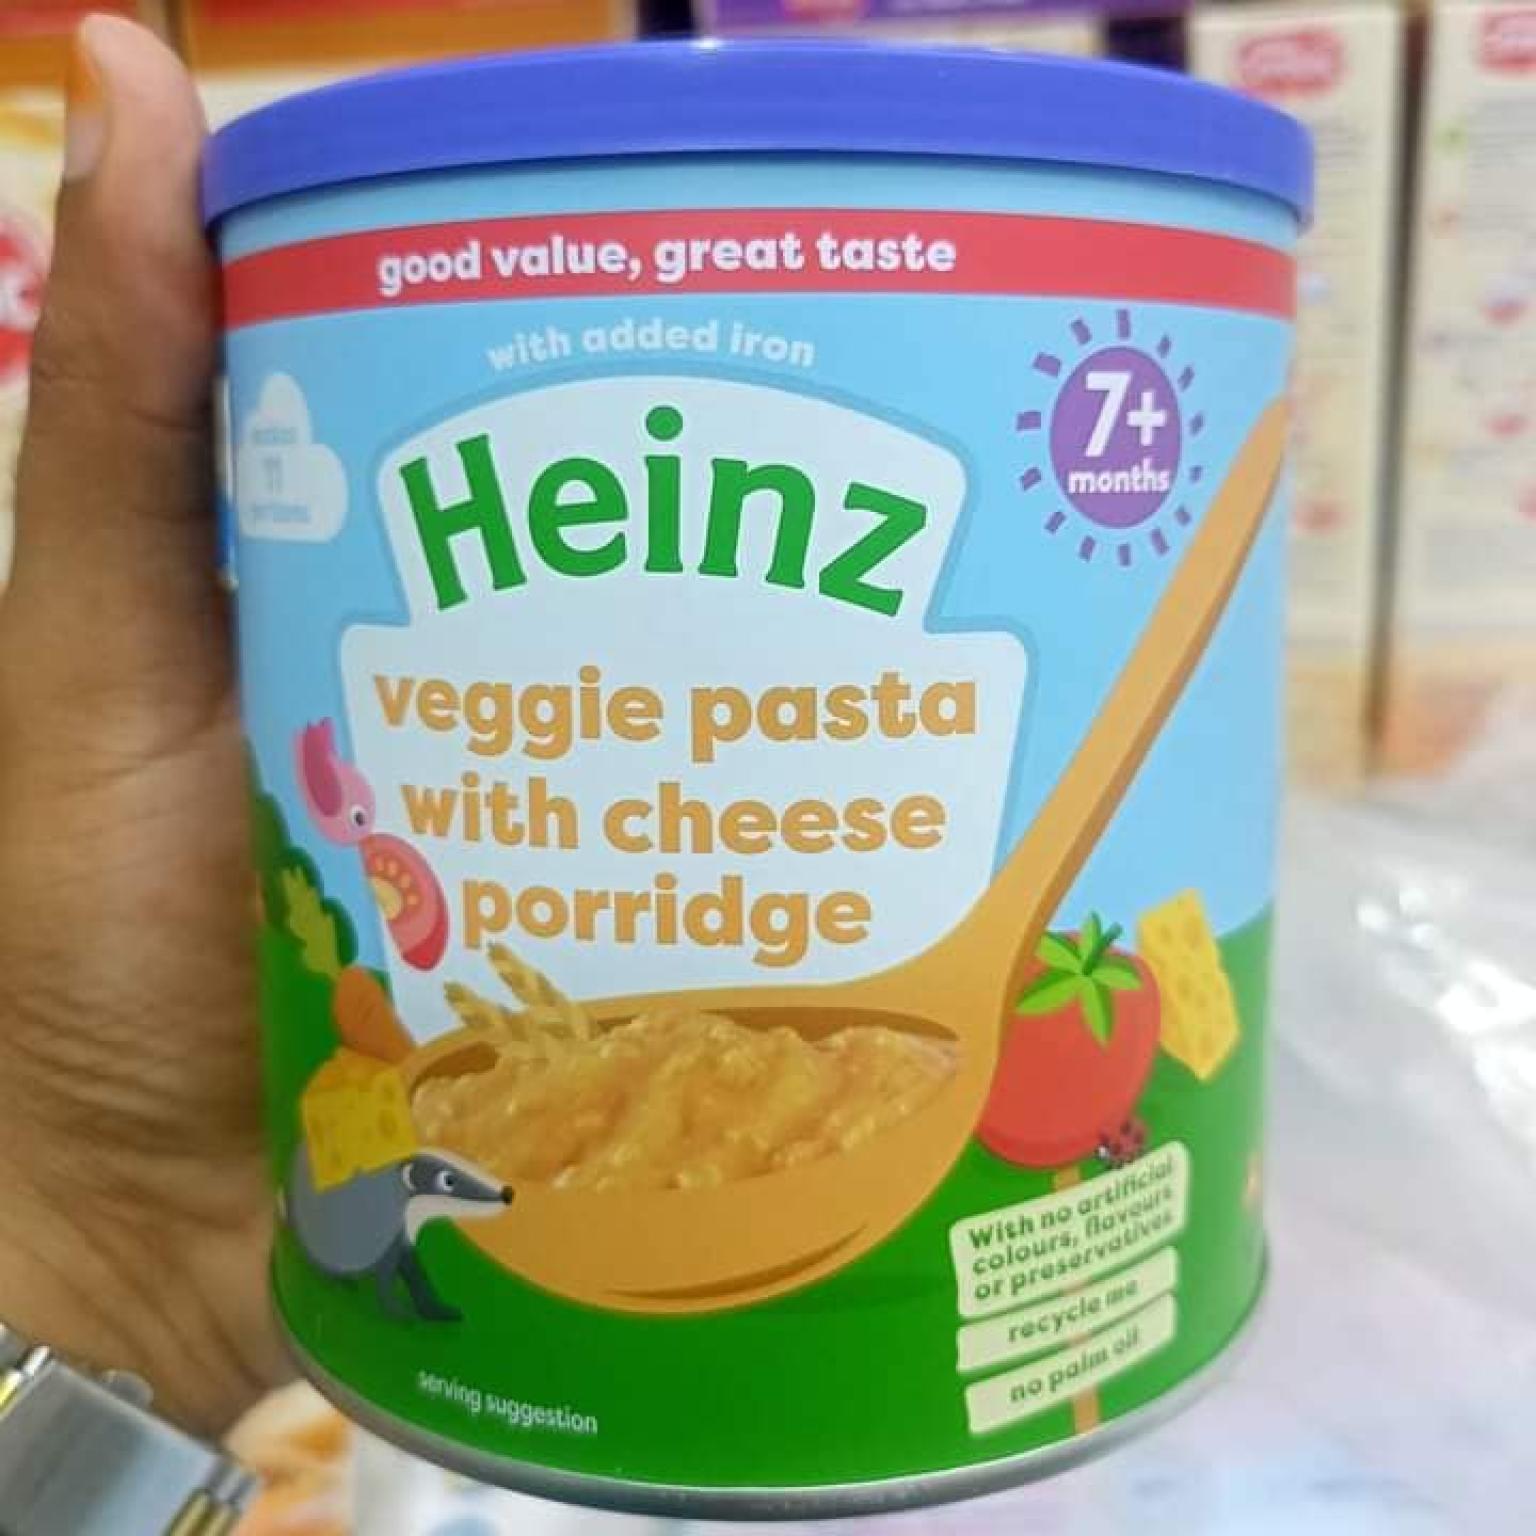 good value, great taste
with added iron
7+
months
11
Heinz
veggie pasta
with cheese
porridge
With no artificial
colours, flavours
or preservatives
recycle me
no palm oil
serving suggestion